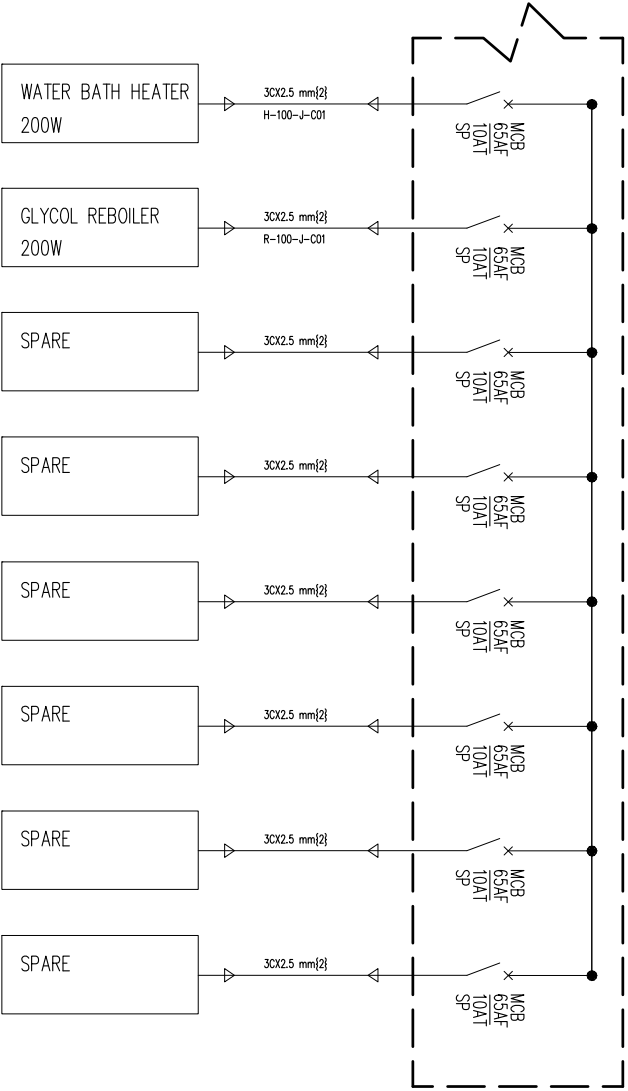 WATER BATH HEATER
200W
3CX2.5 mm{2}
H-100-J-C01
MCB
65AF
10AT
SP
GLYCOL REBOILER
200W
3CX2.5 mm{2}
R-100-J-C01
MCB
65AF
10AT
SP
SPARE
3CX2.5 mm{2}
MCB
65AF
10AT
SP
SPARE
3CX2.5 mm{2}
MCB
65AF
10AT
SP
SPARE
3CX2.5 mm{2}
MCB
65AF
10AT
SP
SPARE
3CX2.5 mm{2}
MCB
65AF
10AT
SP
SPARE
3CX2.5 mm{2}
MCB
65AF
10AT
SP
SPARE
3CX2.5 mm{2}
MCB
65AF
10AT
SP